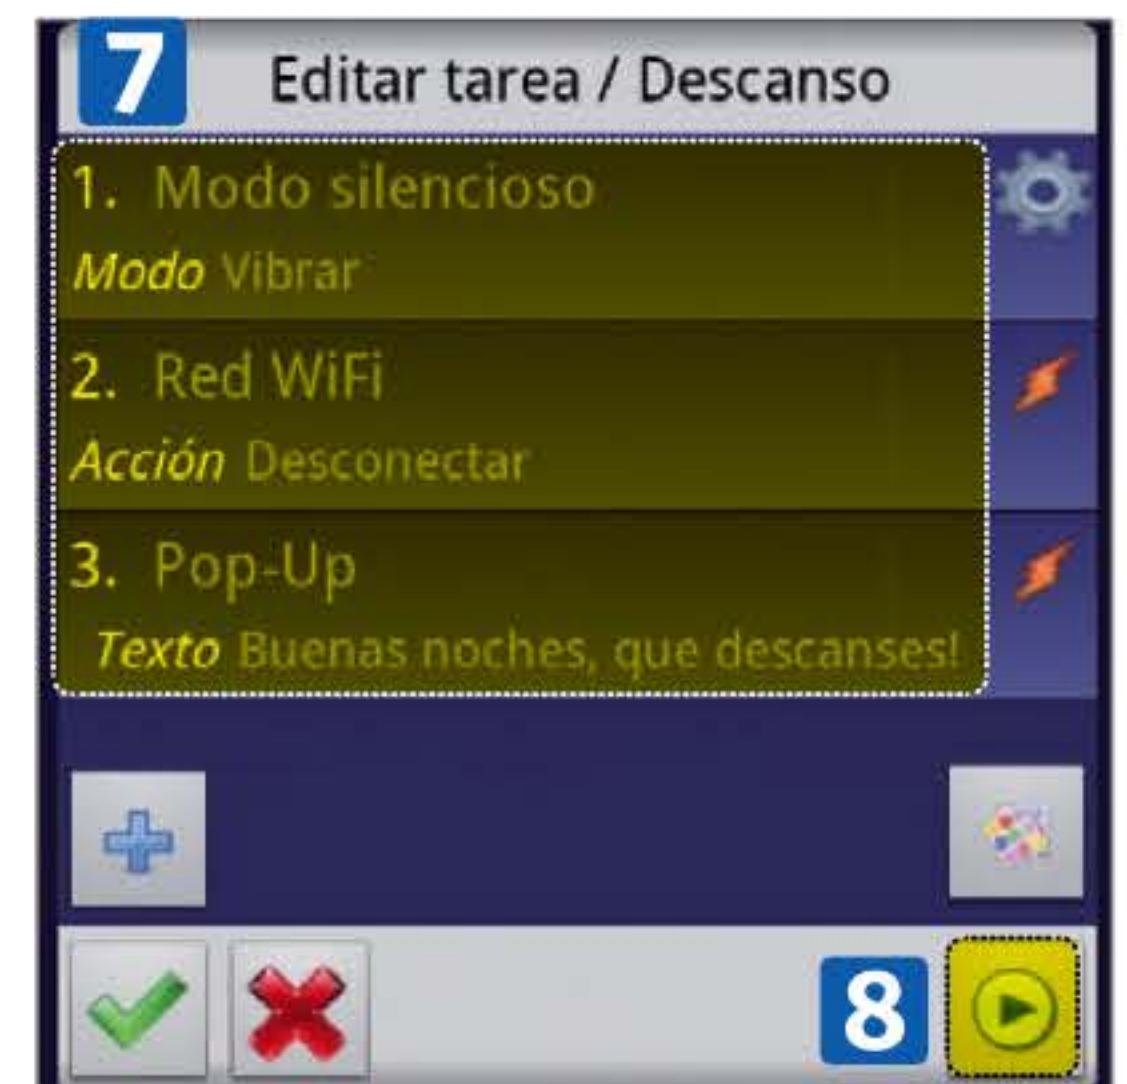 7
Editar tarea / Descanso
1. Modo silencioso
Modo Vibrar
2. Red WiFi
Acción Desconectar
3. Pop-Up
Texto Buenas noches, que descanses!
8